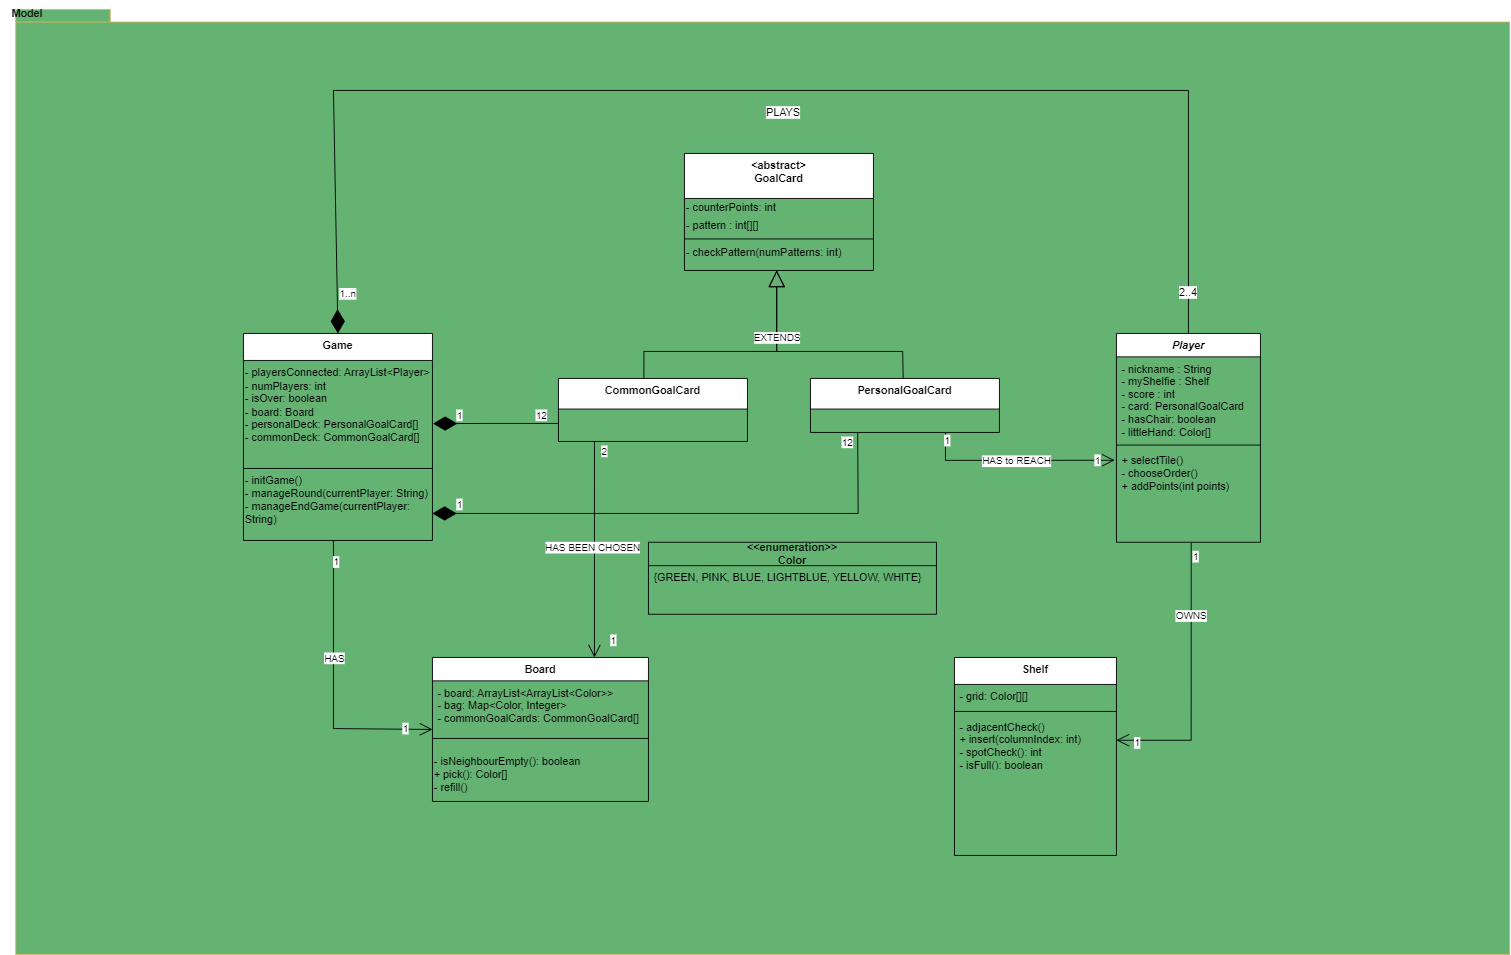 Model
PLAYS
<abstract>
GoalCard
- counterPoints: int
- pattern : int[][]
- checkPattern(numPatterns: int)
1..n
2..4
EXTENDS
Game
- playersConnected: ArrayList<Player>
- numPlayers: int
- isOver: boolean
- board: Board
- personalDeck: PersonalGoalCard[]
- commonDeck: CommonGoalCard[]
- initGame()
- manageRound(currentPlayer: String)
- manageEndGame(currentPlayer:
String)
1
12
CommonGoalCard
PersonalGoalCard
Player
- nickname : String
- myShelfie : Shelf
- score : int
- card: PersonalGoalCard
- hasChair: boolean
- littleHand: Color[]
+ selectTile()
- chooseOrder()
+ addPoints(int points)
2
12
1
HAS to REACH
1
1
HAS BEEN CHOSEN
<<enumeration>>
Color
{GREEN, PINK, BLUE, LIGHTBLUE, YELLOW, WHITE}
1
1
OWNS
HAS
1
1
Board
- board: ArrayList<ArrayList<Color>>
- bag: Map<Color, Integer>
- commonGoalCards: CommonGoalCard[]
- isNeighbourEmpty(): boolean
+ pick(): Color[]
- refill()
Shelf
- grid: Color[][]
- adjacentCheck()
+ insert(columnIndex: int)
- spotCheck(): int
- isFull(): boolean
1